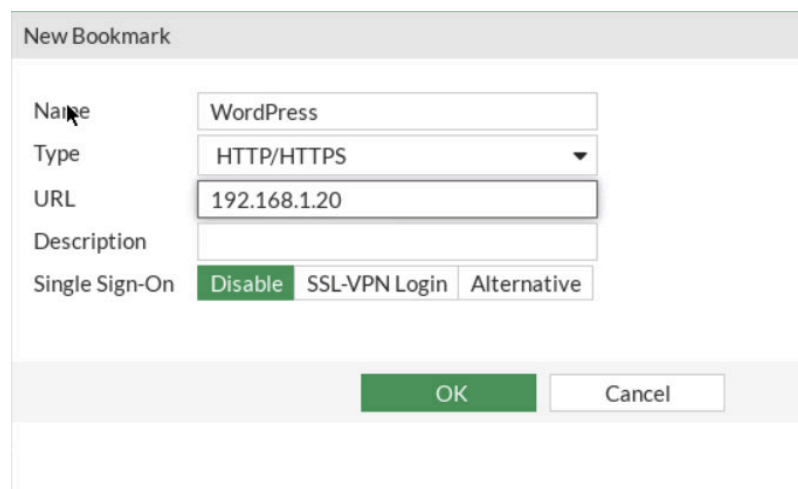 New Bookmark
Name WordPress
Type HTTP/HTTPS
URL 192.168.1.20
Description
Single Sign-On Disable SSL-VPN Login Alternative
OK Cancel